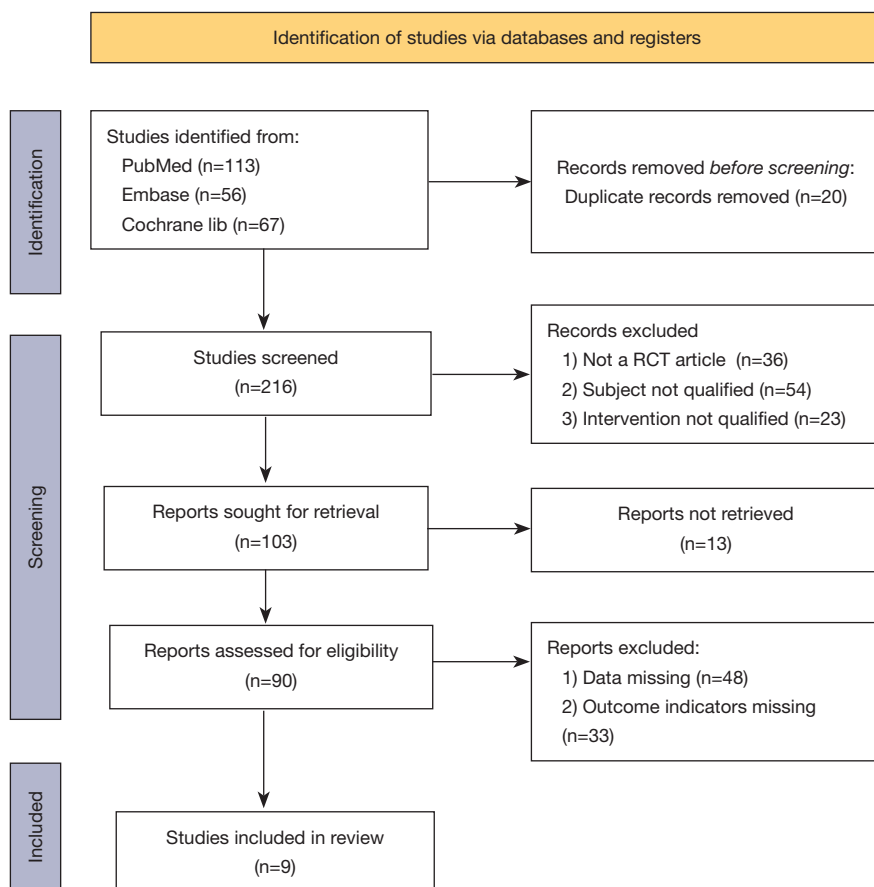 Identification of studies via databases and registers
Identification
Studies identified from:
PubMed (n=113)
Embase (n=56)
Cochrane lib (n=67)
Records removed before screening:
Duplicate records removed (n=20)
Screening
Studies screened
(n=216)
Records excluded
1) Not a RCT article (n=36)
2) Subject not qualified (n=54)
3) Intervention not qualified (n=23)
Reports sought for retrieval
(n=103)
Reports not retrieved
(n=13)
Reports assessed for eligibility
(n=90)
Reports excluded:
1) Data missing (n=48)
2) Outcome indicators missing
(n=33)
Included
Studies included in review
(n=9)